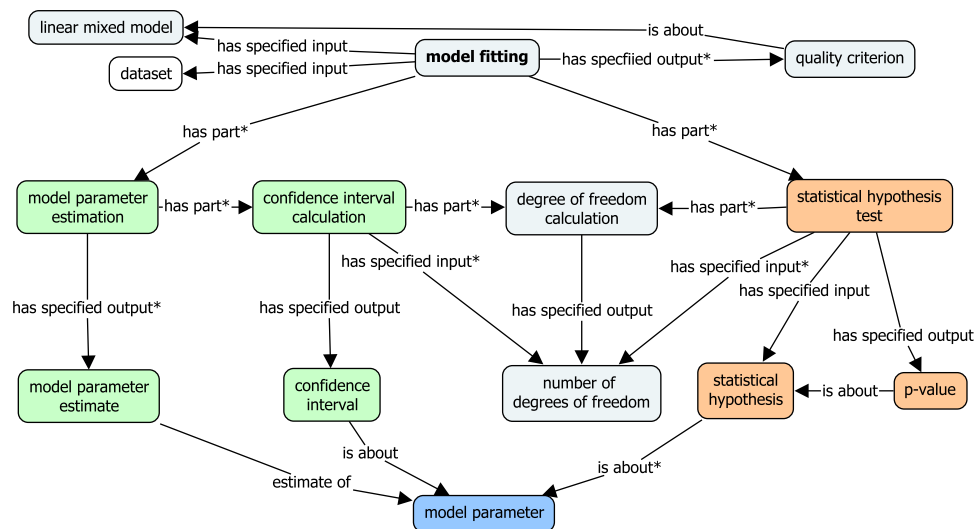 linear mixed model
is about
has specified input
model fitting
has specfiied output*
quality criterion
dataset
has specified input
has part*
has part*
model parameter
estimation
has part*
confidence interval
calculation
has part*
degree of freedom
calculation
has part*
statistical hypothesis
test
has specified input*
has specified input*
has specified input
has specified output*
has specified output
has specified output
has specified output
model parameter
estimate
confidence
interval
number of
degrees of freedom
statistical
hypothesis
is about
p-value
is about
is about*
estimate of
model parameter